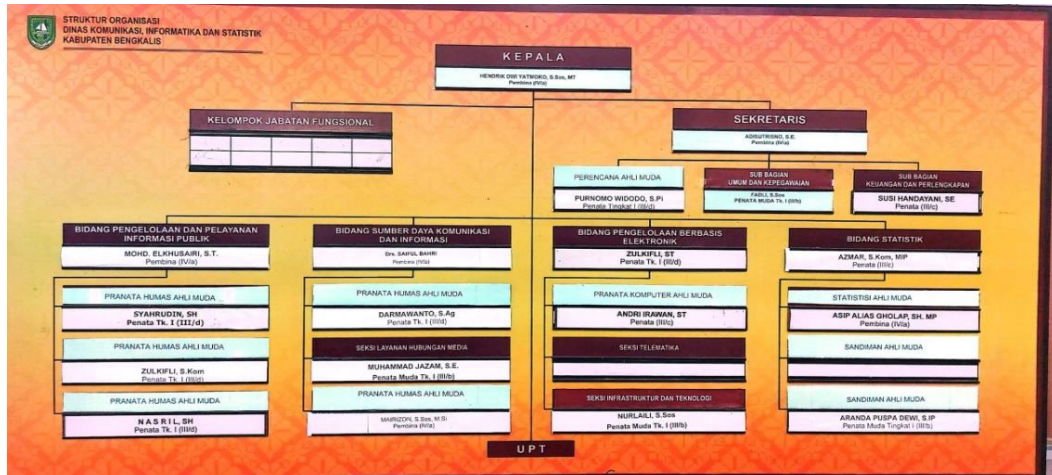 STRUKTUR ORGANISASI
DINAS KOMUNIKASI, INFORMATIKA DAN STATISTIK
KABUPATEN BENGKALIS
KEPALA
HENDRIK DWI YATMOKO, S.Sos, MT
Pembina (IV/a)
KELOMPOK JABATAN FUNGSIONAL
SEKRETARIS
ADISUTRISNO, S.E.
Pembina (IV/a)
PERENCANA AHLI MUDA
PURNOMO WIDODO, S.Pi
Penata Tingkat I (III/d)
SUB BAGIAN
UMUM DAN KEPEGAWAIAN
FADLI, S.Sos
PENATA MUDA Tk. I (III/b)
SUB BAGIAN
KEUANGAN DAN PERLENGKAPAN
SUSI HANDAYANI, SE
Penata (III/c)
BIDANG PENGELOLAAN DAN PELAYANAN
INFORMASI PUBLIK
MOHD. ELKHUSAIRI, S.T.
Pembina (IV/a)
PRANATA HUMAS AHLI MUDA
SYAHRUDIN, SH
Penata Tk. I (III/d)
PRANATA HUMAS AHLI MUDA
ZULKIFLI, S.Kom
Penata Tk. I (III/d)
PRANATA HUMAS AHLI MUDA
N A S R I L, SH
Penata Tk. I (III/d)
BIDANG SUMBER DAYA KOMUNIKASI
DAN INFORMASI
Drs. SAIFUL BAHRI
Pembina (IV/a)
PRANATA HUMAS AHLI MUDA
DARMAWANTO, S.Ag
Penata Tk. I (III/d)
SEKSI LAYANAN HUBUNGAN MEDIA
MUHAMMAD JAZAM, S.E.
Penata Muda Tk. I (III/b)
PRANATA HUMAS AHLI MUDA
MAIRIZON, S.Sos, M.Si
Pembina (IV/a)
BIDANG PENGELOLAAN BERBASIS
ELEKTRONIK
ZULKIFLI, ST
Penata Tk. I (III/d)
PRANATA KOMPUTER AHLI MUDA
ANDRI IRAWAN, ST
Penata (III/c)
SEKSI TELEMATIKA
SEKSI INFRASTRUKTUR DAN TEKNOLOGI
NURLAILI, S.Sos
Penata Muda Tk. I (III/b)
BIDANG STATISTIK
AZMAR, S.Kom, MIP
Penata (III/c)
STATISTISI AHLI MUDA
ASIP ALIAS GHOLAP, SH. MP
Pembina (IV/a)
SANDIMAN AHLI MUDA
SANDIMAN AHLI MUDA
ARANDA PUSPA DEWI, S.IP
Penata Muda Tingkat I (III/b)
UPT